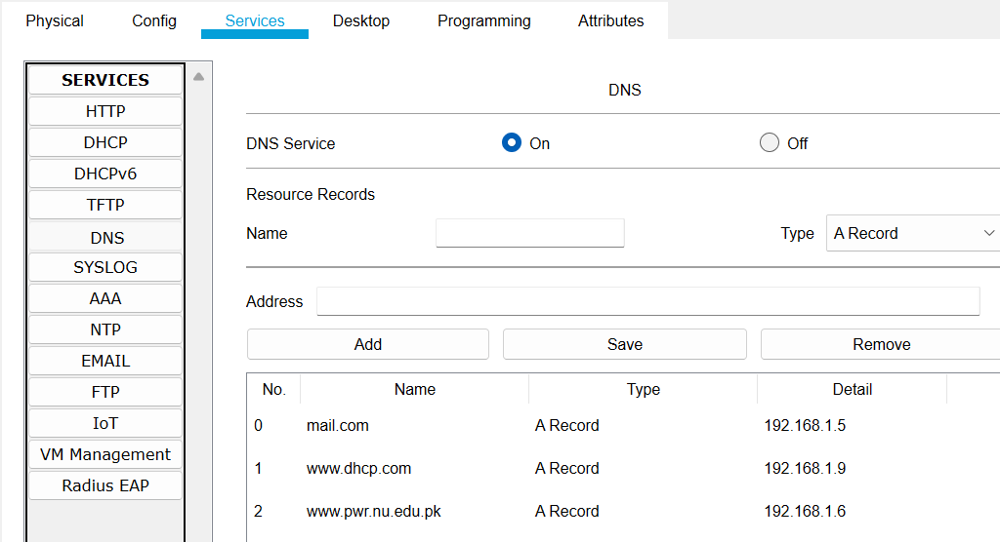 Physical Config Services Desktop Programming Attributes
SERVICES
HTTP
DHCP
DHCPv6
TFTP
DNS
SYSLOG
AAA
NTP
EMAIL
FTP
IoT
VM Management
Radius EAP
DNS
DNS Service On Off
Resource Records
Name Type A Record
Address
Add Save Remove
No. Name Type Detail
0 mail.com A Record 192.168.1.5
1 www.dhcp.com A Record 192.168.1.9
2 www.pwr.nu.edu.pk A Record 192.168.1.6